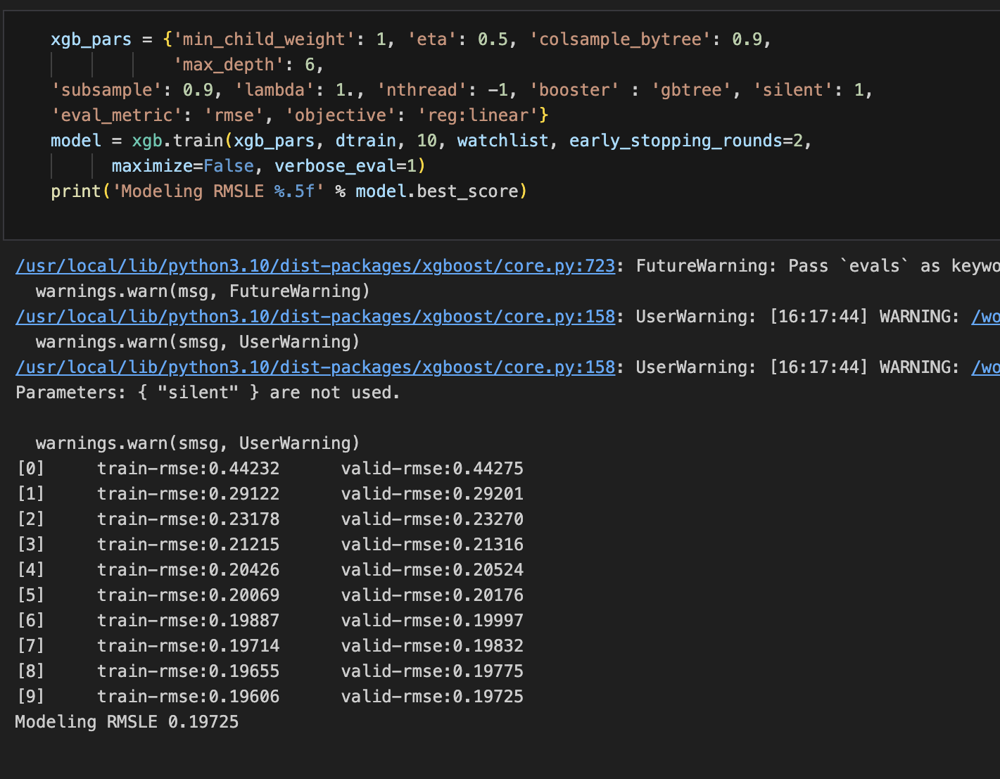 xgb_pars = {'min_child_weight': 1, 'eta': 0.5, 'colsample_bytree': 0.9,
'max_depth': 6,
'subsample': 0.9, 'lambda': 1., 'nthread': -1, 'booster' : 'gbtree', 'silent': 1,
'eval_metric': 'rmse', 'objective': 'reg:linear'}
model = xgb.train(xgb_pars, dtrain, 10, watchlist, early_stopping_rounds=2,
maximize=False, verbose_eval=1)
print('Modeling RMSLE %.5f' % model.best_score)
/usr/local/lib/python3.10/dist-packages/xgboost/core.py:723: FutureWarning: Pass `evals` as keywo
warnings.warn(msg, FutureWarning)
/usr/local/lib/python3.10/dist-packages/xgboost/core.py:158: UserWarning: [16:17:44] WARNING: /wo
warnings.warn(smsg, UserWarning)
/usr/local/lib/python3.10/dist-packages/xgboost/core.py:158: UserWarning: [16:17:44] WARNING: /wo
Parameters: { "silent" } are not used.
warnings.warn(smsg, UserWarning)
[0] train-rmse:0.44232 valid-rmse:0.44275
[1] train-rmse:0.29122 valid-rmse:0.29201
[2] train-rmse:0.23178 valid-rmse:0.23270
[3] train-rmse:0.21215 valid-rmse:0.21316
[4] train-rmse:0.20426 valid-rmse:0.20524
[5] train-rmse:0.20069 valid-rmse:0.20176
[6] train-rmse:0.19887 valid-rmse:0.19997
[7] train-rmse:0.19714 valid-rmse:0.19832
[8] train-rmse:0.19655 valid-rmse:0.19775
[9] train-rmse:0.19606 valid-rmse:0.19725
Modeling RMSLE 0.19725